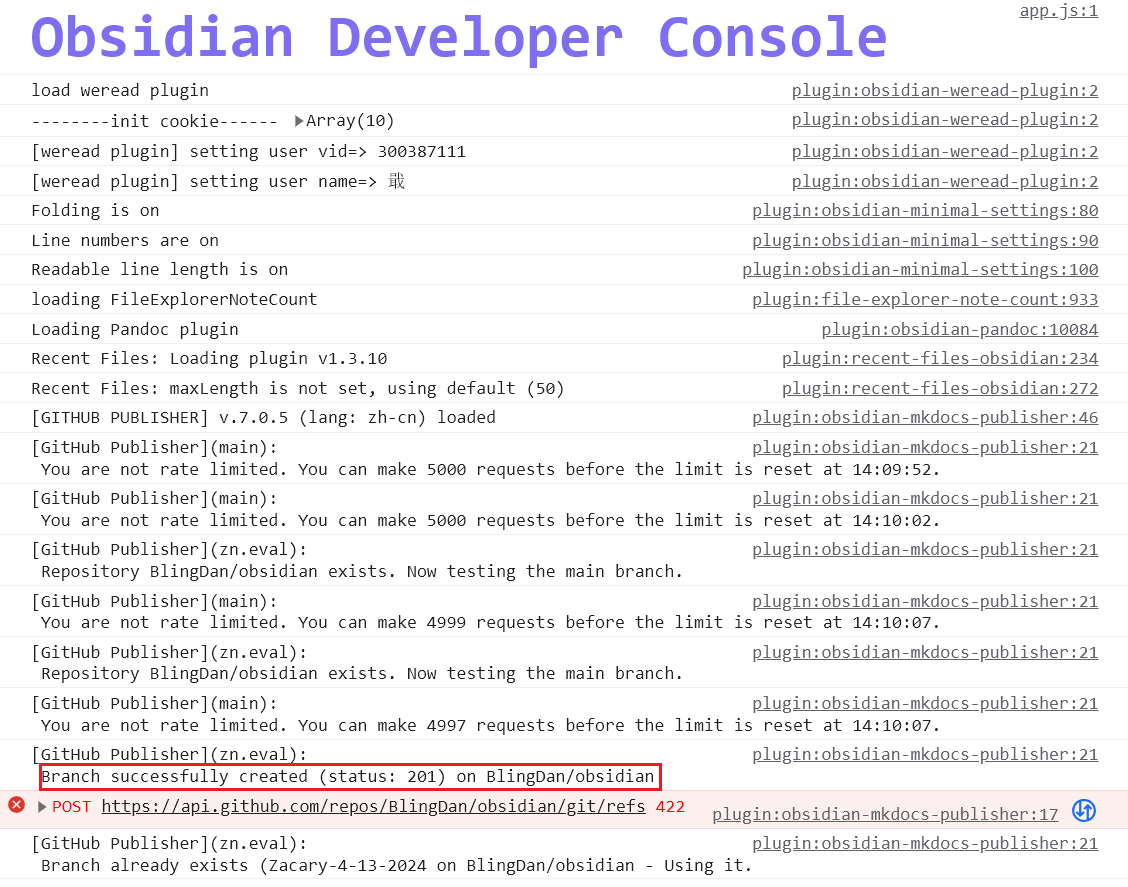 app.js:1
Obsidian Developer Console
load weread plugin plugin:obsidian-weread-plugin:2
--------init cookie------ Array(10) plugin:obsidian-weread-plugin:2
[weread plugin] setting user vid=> 300387111 plugin:obsidian-weread-plugin:2
[weread plugin] setting user name=> 戢 plugin:obsidian-weread-plugin:2
Folding is on plugin:obsidian-minimal-settings:80
Line numbers are on plugin:obsidian-minimal-settings:90
Readable line length is on plugin:obsidian-minimal-settings:100
loading FileExplorerNoteCount plugin:file-explorer-note-count:933
Loading Pandoc plugin plugin:obsidian-pandoc:10084
Recent Files: Loading plugin v1.3.10 plugin:recent-files-obsidian:234
Recent Files: maxLength is not set, using default (50) plugin:recent-files-obsidian:272
[GITHUB PUBLISHER] v.7.0.5 (lang: zh-cn) loaded plugin:obsidian-mkdocs-publisher:46
[GitHub Publisher](main): plugin:obsidian-mkdocs-publisher:21
You are not rate limited. You can make 5000 requests before the limit is reset at 14:09:52.
[GitHub Publisher](main): plugin:obsidian-mkdocs-publisher:21
You are not rate limited. You can make 5000 requests before the limit is reset at 14:10:02.
[GitHub Publisher](zn.eval): plugin:obsidian-mkdocs-publisher:21
Repository BlingDan/obsidian exists. Now testing the main branch.
[GitHub Publisher](main): plugin:obsidian-mkdocs-publisher:21
You are not rate limited. You can make 4999 requests before the limit is reset at 14:10:07.
[GitHub Publisher](zn.eval): plugin:obsidian-mkdocs-publisher:21
Repository BlingDan/obsidian exists. Now testing the main branch.
[GitHub Publisher](main): plugin:obsidian-mkdocs-publisher:21
You are not rate limited. You can make 4997 requests before the limit is reset at 14:10:07.
[GitHub Publisher](zn.eval): plugin:obsidian-mkdocs-publisher:21
Branch successfully created (status: 201) on BlingDan/obsidian
POST https://api.github.com/repos/BlingDan/obsidian/git/refs 422 plugin:obsidian-mkdocs-publisher:17
[GitHub Publisher](zn.eval): plugin:obsidian-mkdocs-publisher:21
Branch already exists (Zacary-4-13-2024 on BlingDan/obsidian - Using it.